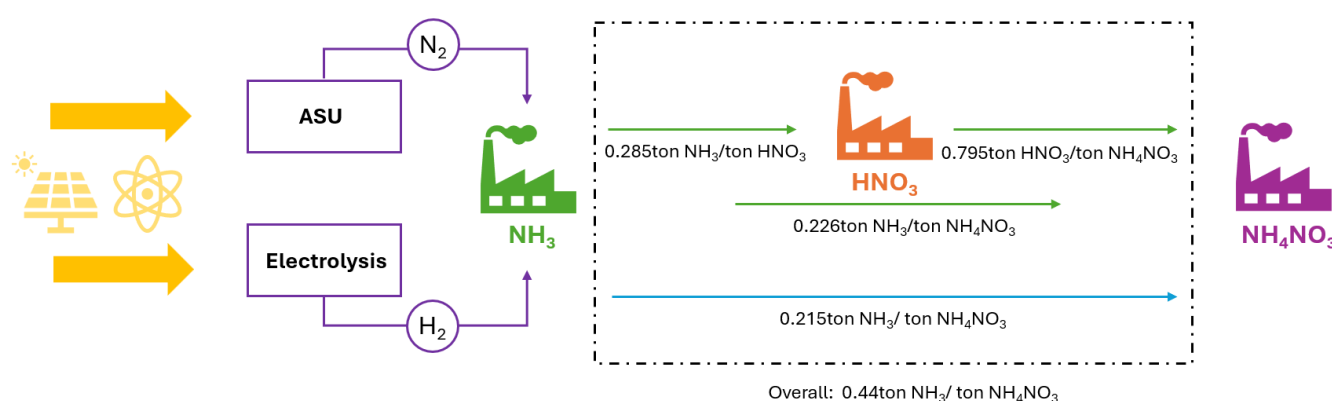 N₂
ASU
0.285ton NH₃/ton HNO₃
0.795ton HNO₃/ton NH₄NO₃
HNO₃
0.226ton NH₃/ton NH₄NO₃
NH₃
NH₄NO₃
Electrolysis
H₂
0.215ton NH₃/ ton NH₄NO₃
Overall: 0.44ton NH₃/ ton NH₄NO₃